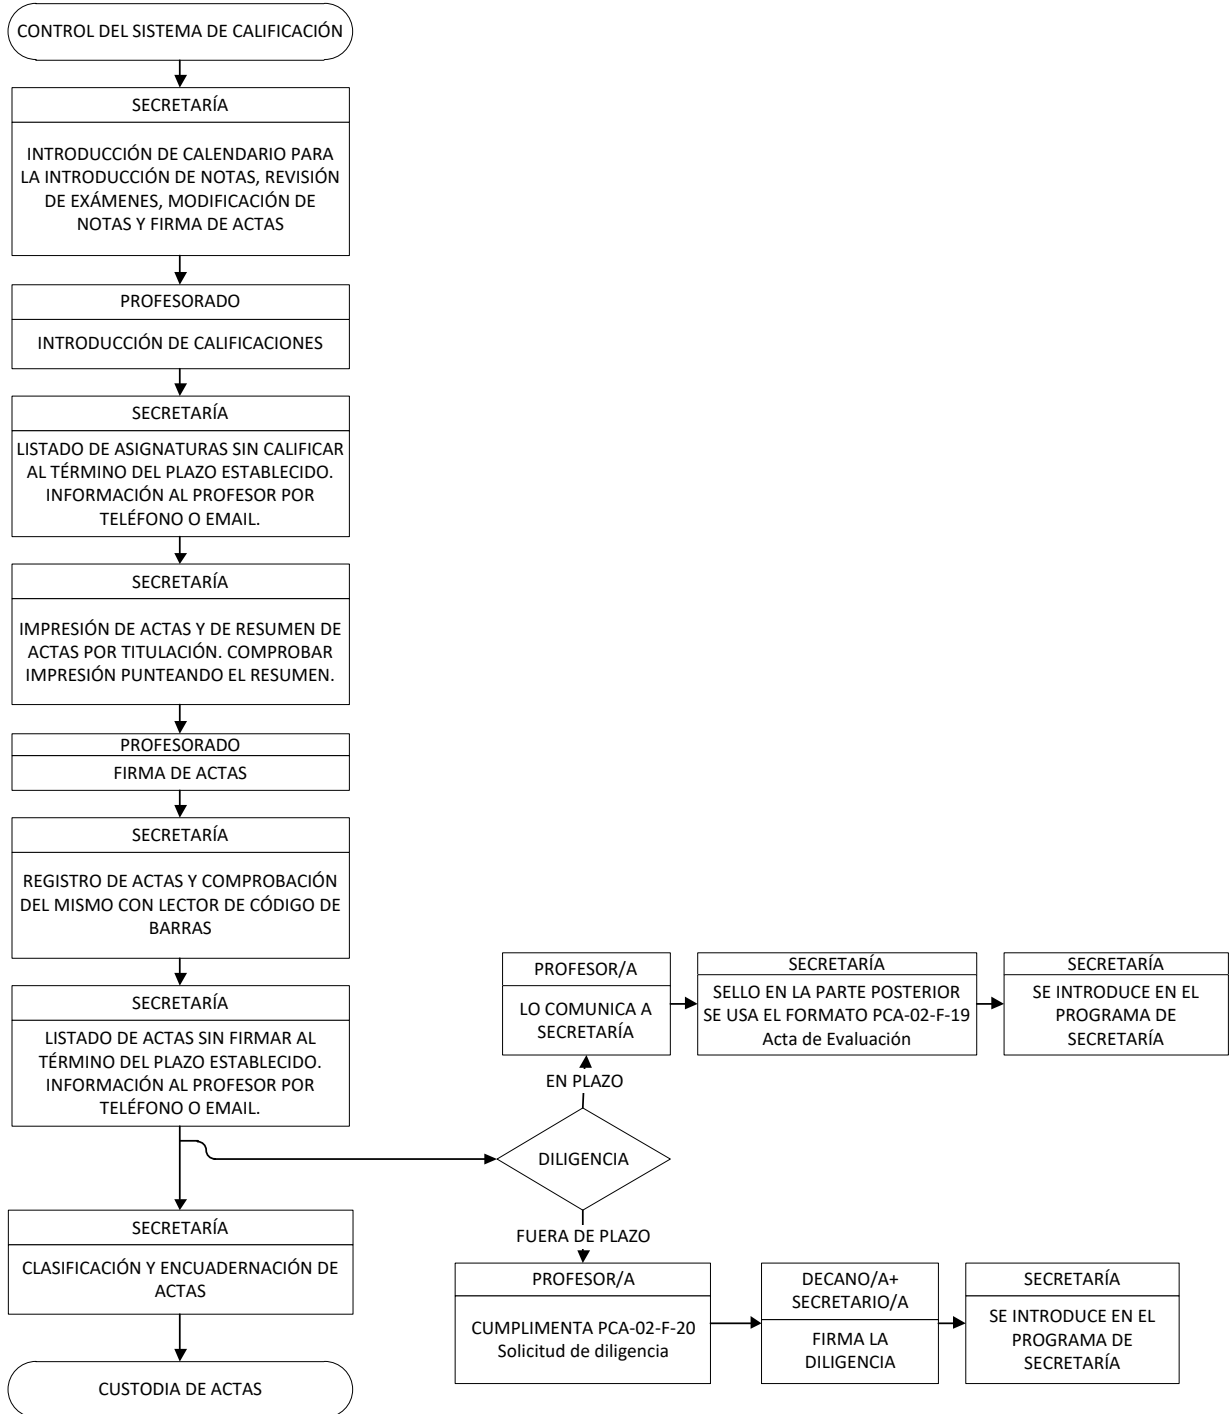 CONTROL DEL SISTEMA DE CALIFICACIÓN
SECRETARÍA
INTRODUCCIÓN DE CALENDARIO PARA
LA INTRODUCCIÓN DE NOTAS, REVISIÓN
DE EXÁMENES, MODIFICACIÓN DE
NOTAS Y FIRMA DE ACTAS
PROFESORADO
INTRODUCCIÓN DE CALIFICACIONES
SECRETARÍA
LISTADO DE ASIGNATURAS SIN CALIFICAR
AL TÉRMINO DEL PLAZO ESTABLECIDO.
INFORMACIÓN AL PROFESOR POR
TELÉFONO O EMAIL.
SECRETARÍA
IMPRESIÓN DE ACTAS Y DE RESUMEN DE
ACTAS POR TITULACIÓN. COMPROBAR
IMPRESIÓN PUNTEANDO EL RESUMEN.
PROFESORADO
FIRMA DE ACTAS
SECRETARÍA
REGISTRO DE ACTAS Y COMPROBACIÓN
DEL MISMO CON LECTOR DE CÓDIGO DE
BARRAS
SECRETARÍA
LISTADO DE ACTAS SIN FIRMAR AL
TÉRMINO DEL PLAZO ESTABLECIDO.
INFORMACIÓN AL PROFESOR POR
TELÉFONO O EMAIL.
PROFESOR/A
LO COMUNICA A
SECRETARÍA
SECRETARÍA
SELLO EN LA PARTE POSTERIOR
SE USA EL FORMATO PCA-02-F-19
Acta de Evaluación
SECRETARÍA
SE INTRODUCE EN EL
PROGRAMA DE
SECRETARÍA
EN PLAZO
DILIGENCIA
FUERA DE PLAZO
PROFESOR/A
CUMPLIMENTA PCA-02-F-20
Solicitud de diligencia
DECANO/A+
SECRETARIO/A
FIRMA LA
DILIGENCIA
SECRETARÍA
SE INTRODUCE EN EL
PROGRAMA DE
SECRETARÍA
SECRETARÍA
CLASIFICACIÓN Y ENCUADERNACIÓN DE
ACTAS
CUSTODIA DE ACTAS